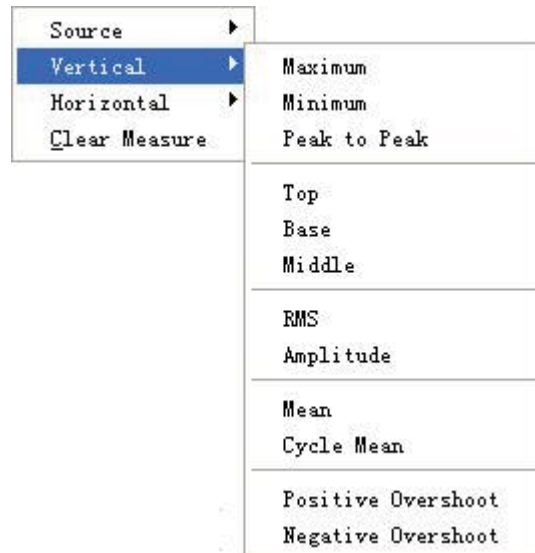 Source
Vertical
Horizontal
Clear Measure
Maximum
Minimum
Peak to Peak
Top
Base
Middle
RMS
Amplitude
Mean
Cycle Mean
Positive Overshoot
Negative Overshoot